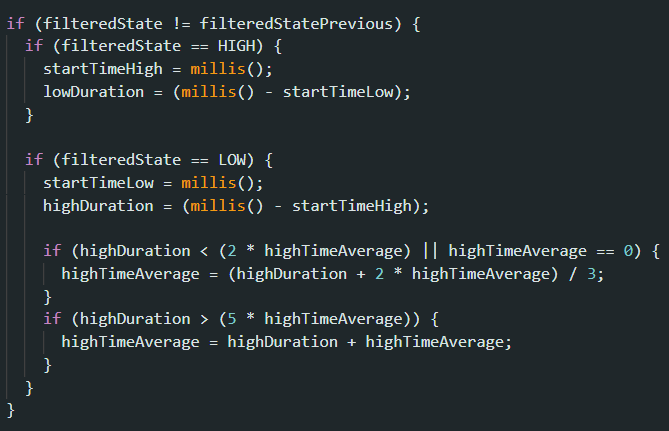 if (filteredState != filteredStatePrevious) {
  if (filteredState == HIGH) {
    startTimeHigh = millis();
    lowDuration = (millis() - startTimeLow);
  }

  if (filteredState == LOW) {
    startTimeLow = millis();
    highDuration = (millis() - startTimeHigh);

    if (highDuration < (2 * highTimeAverage) || highTimeAverage == 0) {
      highTimeAverage = (highDuration + 2 * highTimeAverage) / 3;
    }
    if (highDuration > (5 * highTimeAverage)) {
      highTimeAverage = highDuration + highTimeAverage;
    }
  }
}